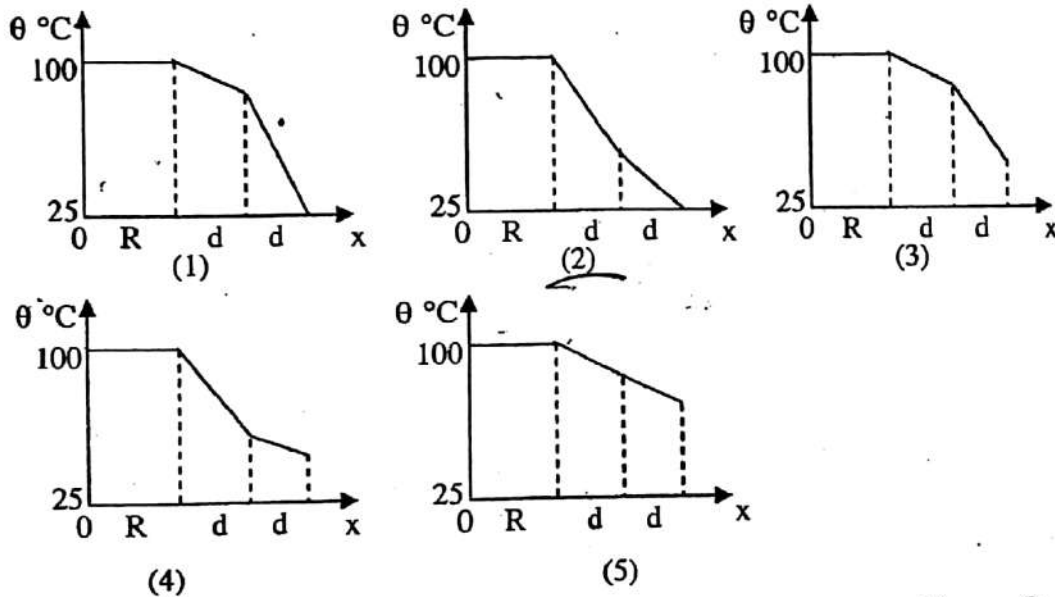 θ °C θ °C θ °C
100 100 100
25 25 25
0 R d d x 0 R d d x 0 R d d x
(1) (2) (3)
θ °C θ °C
100 100
25 25
0 R d d x 0 R d d x
(4) (5)